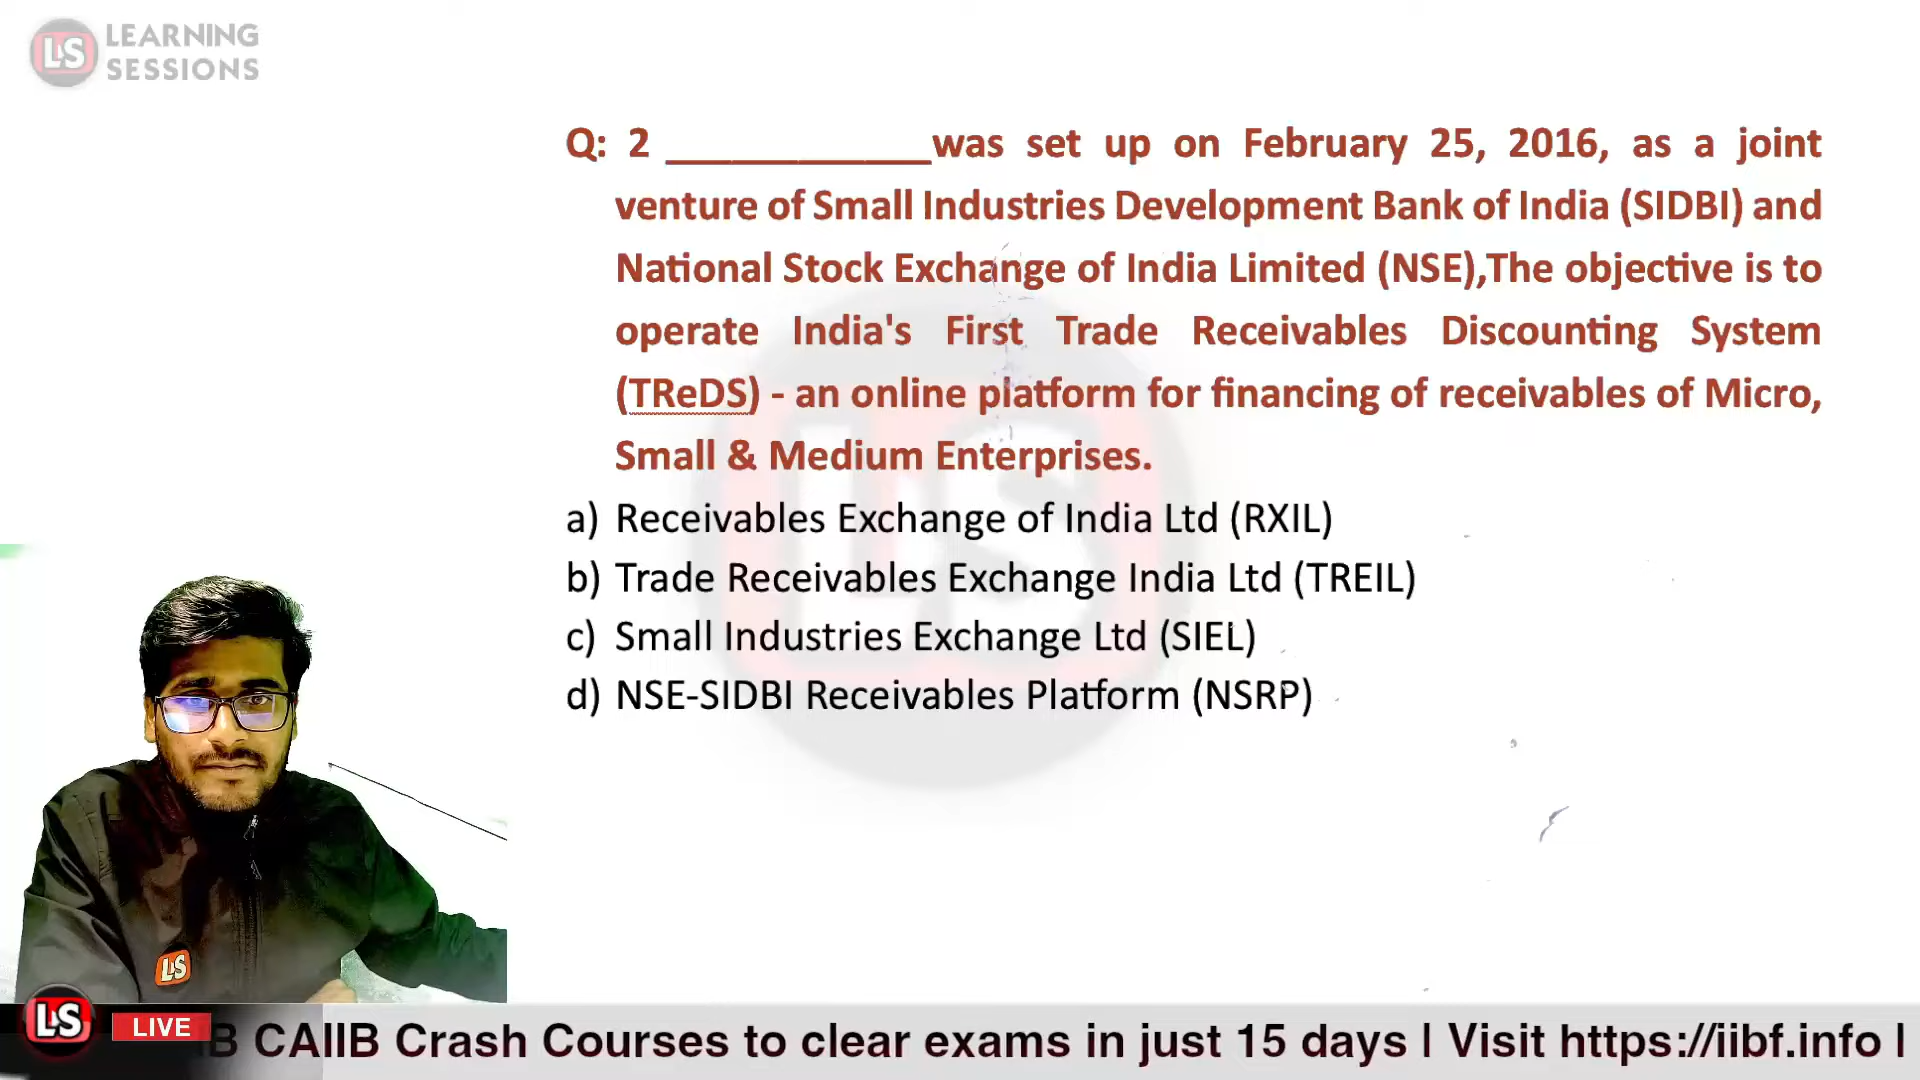 LS LEARNING
SESSIONS
Q: 2 ____________was set up on February 25, 2016, as a joint
venture of Small Industries Development Bank of India (SIDBI) and
National Stock Exchange of India Limited (NSE),The objective is to
operate India's First Trade Receivables Discounting System
(TReDS) - an online platform for financing of receivables of Micro,
Small & Medium Enterprises.
a) Receivables Exchange of India Ltd (RXIL)
b) Trade Receivables Exchange India Ltd (TREIL)
c) Small Industries Exchange Ltd (SIEL)
d) NSE-SIDBI Receivables Platform (NSRP)
LS
LS LIVE B CAIIB Crash Courses to clear exams in just 15 days I Visit https://iibf.info I